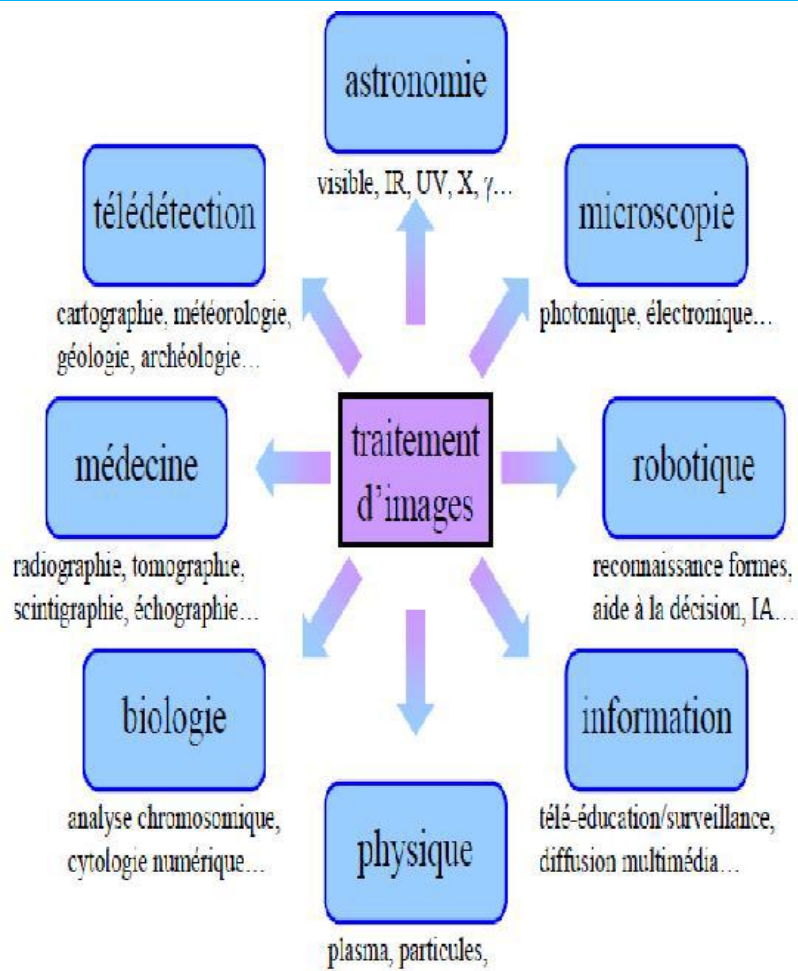 astronomie
visible, IR, UV, X, γ…
télédétection
cartographie, météorologie,
géologie, archéologie…
microscopie
photonique, électronique…
traitement
d’images
médecine
radiographie, tomographie,
scintigraphie, échographie…
robotique
reconnaissance formes,
aide à la décision, IA…
biologie
analyse chromosomique,
cytologie numérique…
information
télé-éducation/surveillance,
diffusion multimédia…
physique
plasma, particules,